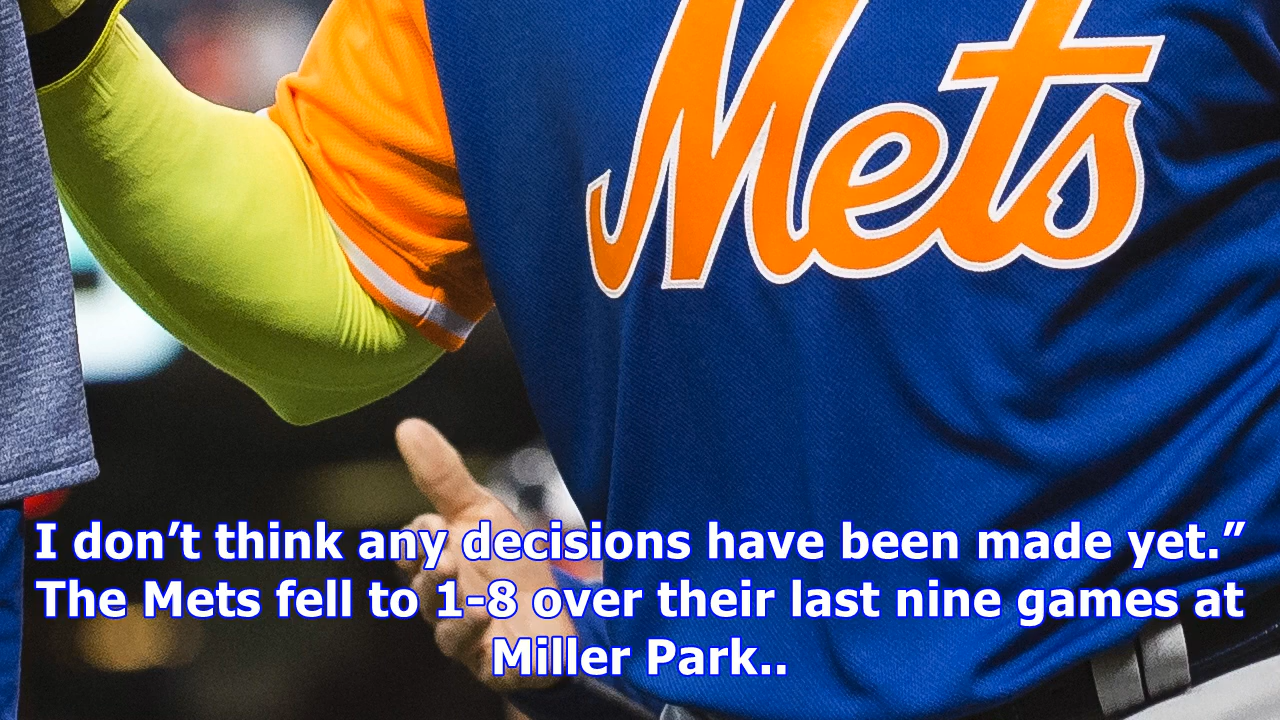 Mets
I don’t think any decisions have been made yet.”
The Mets fell to 1-8 over their last nine games at
Miller Park..